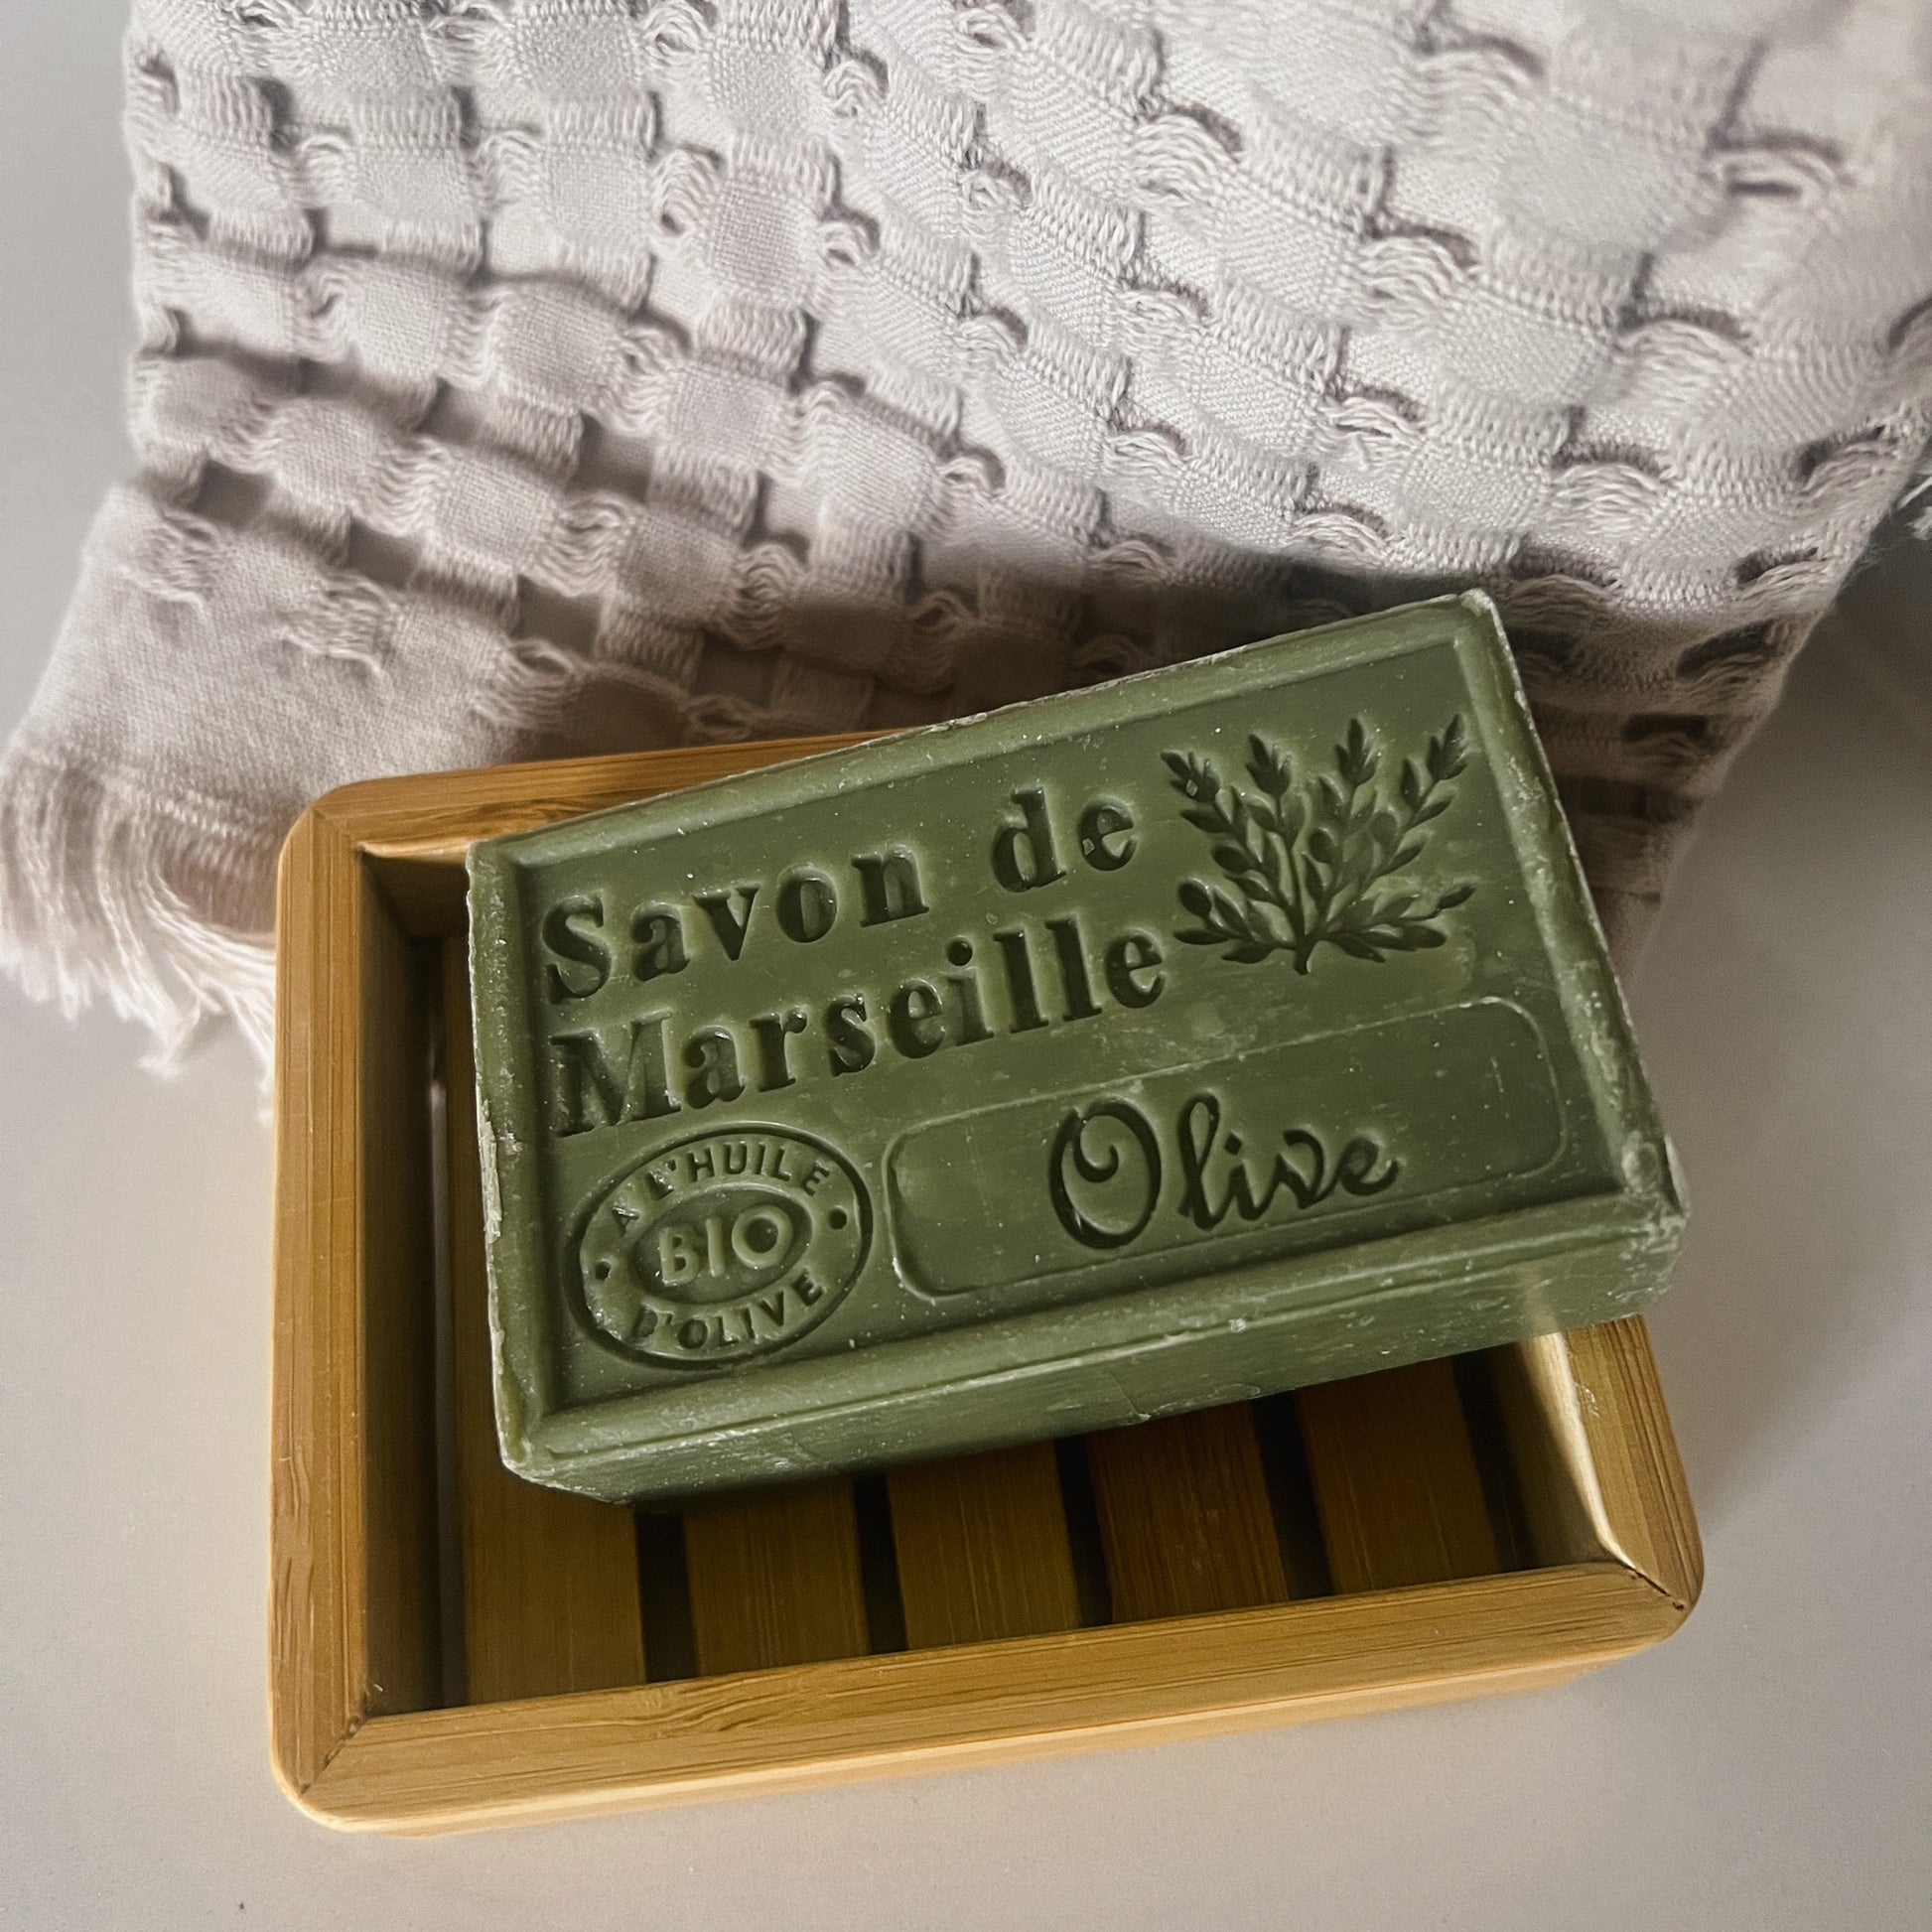 Savon de
Marseille
A L'HUILE
BIO
D'OLIVE
Olive